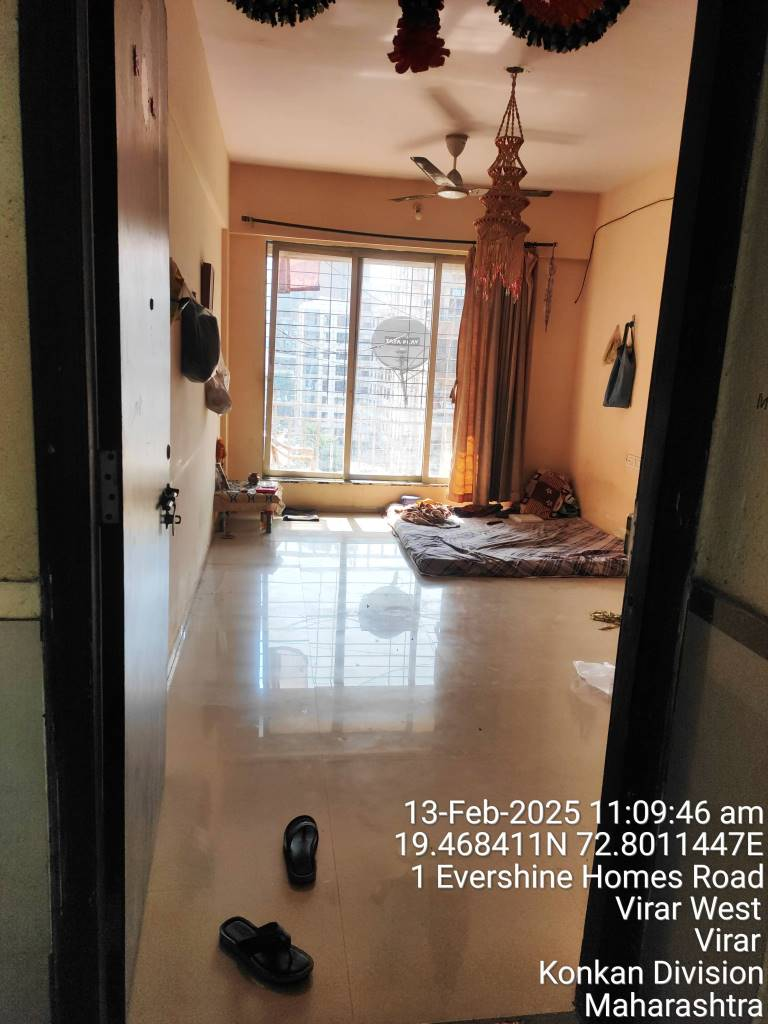 13-Feb-2025 11:09:46 am
19.468411N 72.8011447E
1 Evershine Homes Road
Virar West
Virar
Konkan Division
Maharashtra